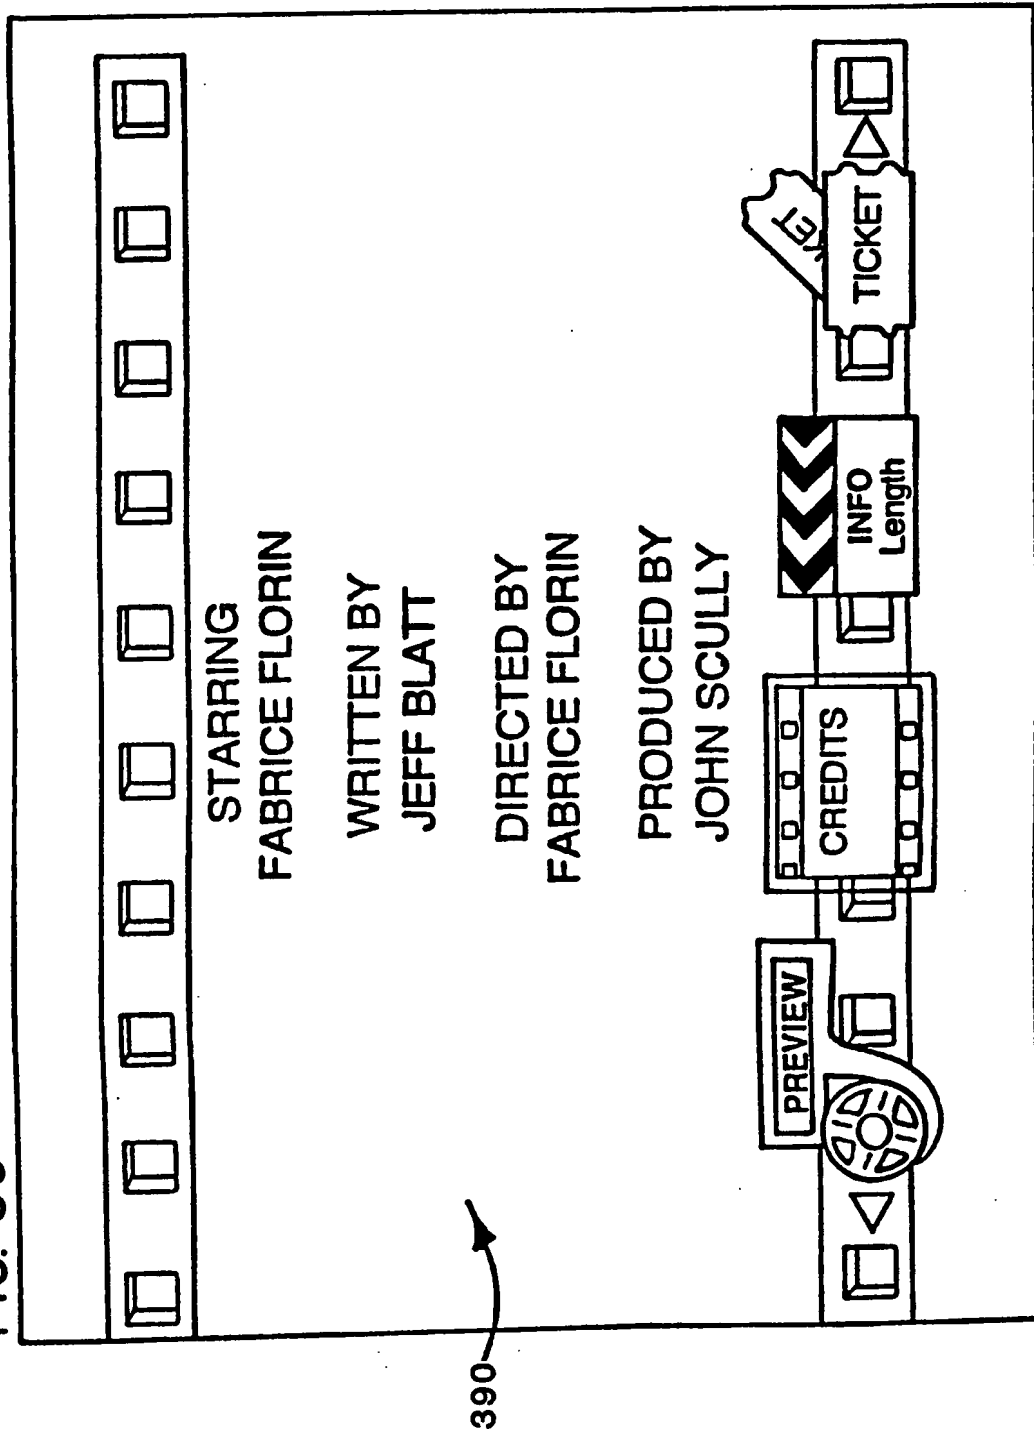 STARRING
FABRICE FLORIN
WRITTEN BY
JEFF BLATT
DIRECTED BY
FABRICE FLORIN
PRODUCED BY
JOHN SCULLY
PREVIEW
CREDITS
INFO
Length
KET
TICKET
390